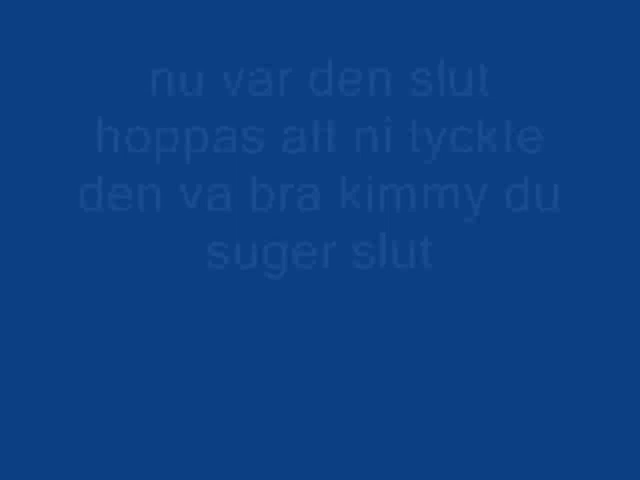 nu var den slut
hoppas att ni tyckte
den va bra kimmy du
suger slut